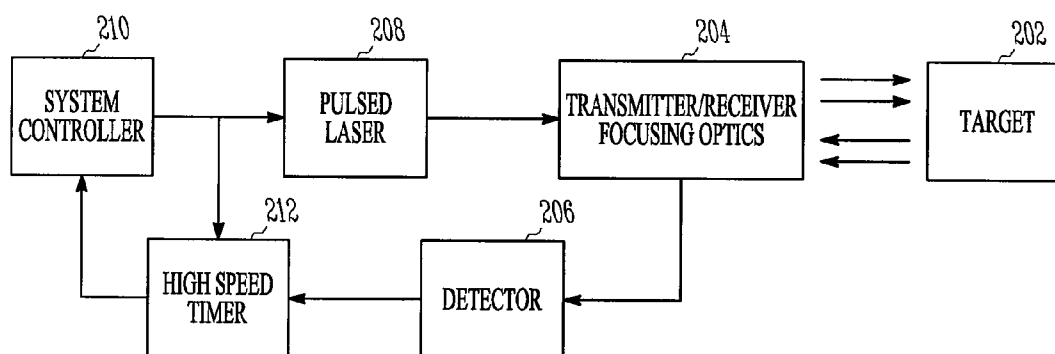 210
208
204
202
SYSTEM
CONTROLLER
PULSED
LASER
TRANSMITTER/RECEIVER
FOCUSING OPTICS
TARGET
212
206
HIGH SPEED
TIMER
DETECTOR